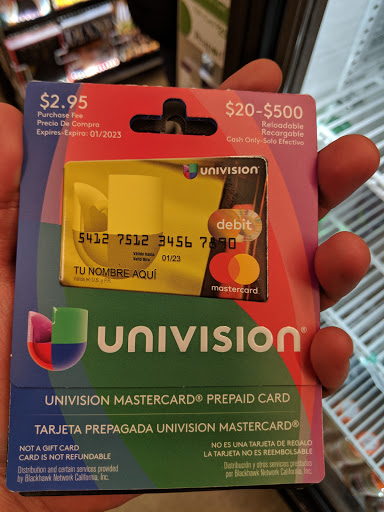 $2.95
Purchase Fee
Precio De Compra
Expires-Expira: 01/2023
$20-$500
Reloadable
Recargable
Cash Only-Solo Efectivo
UNIVISION
debit
5412 7512 3456 7890
01/23
TU NOMBRE AQUÍ
mastercard
UNIVISION®
UNIVISION MASTERCARD® PREPAID CARD
TARJETA PREPAGADA UNIVISION MASTERCARD®
NOT A GIFT CARD
CARD IS NOT REFUNDABLE
Distribution and certain services provided
by Blackhawk Network California, Inc.
NO ES UNA TARJETA DE REGALO
LA TARJETA NO ES REEMBOLSABLE
Distribución y otros servicios prestados
por Blackhawk Network California, Inc.